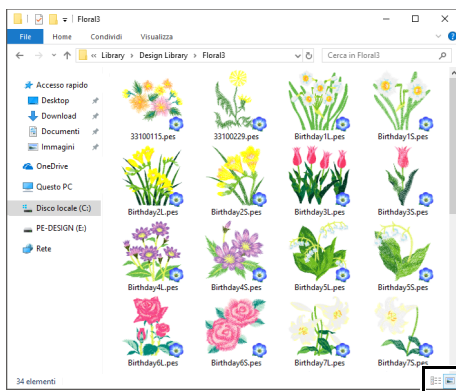 Floral3
File Home Condividi Visualizza
« Library › Design Library › Floral3 Cerca in Floral3
Accesso rapido
Desktop
Download
Documenti
Immagini
OneDrive
Questo PC
Disco locale (C:)
PE-DESIGN (E:)
Rete
33100115.pes 33100229.pes Birthday1L.pes Birthday1S.pes
Birthday2L.pes Birthday2S.pes Birthday3L.pes Birthday3S.pes
Birthday4L.pes Birthday4S.pes Birthday5L.pes Birthday5S.pes
Birthday6L.pes Birthday6S.pes Birthday7L.pes Birthday7S.pes
34 elementi